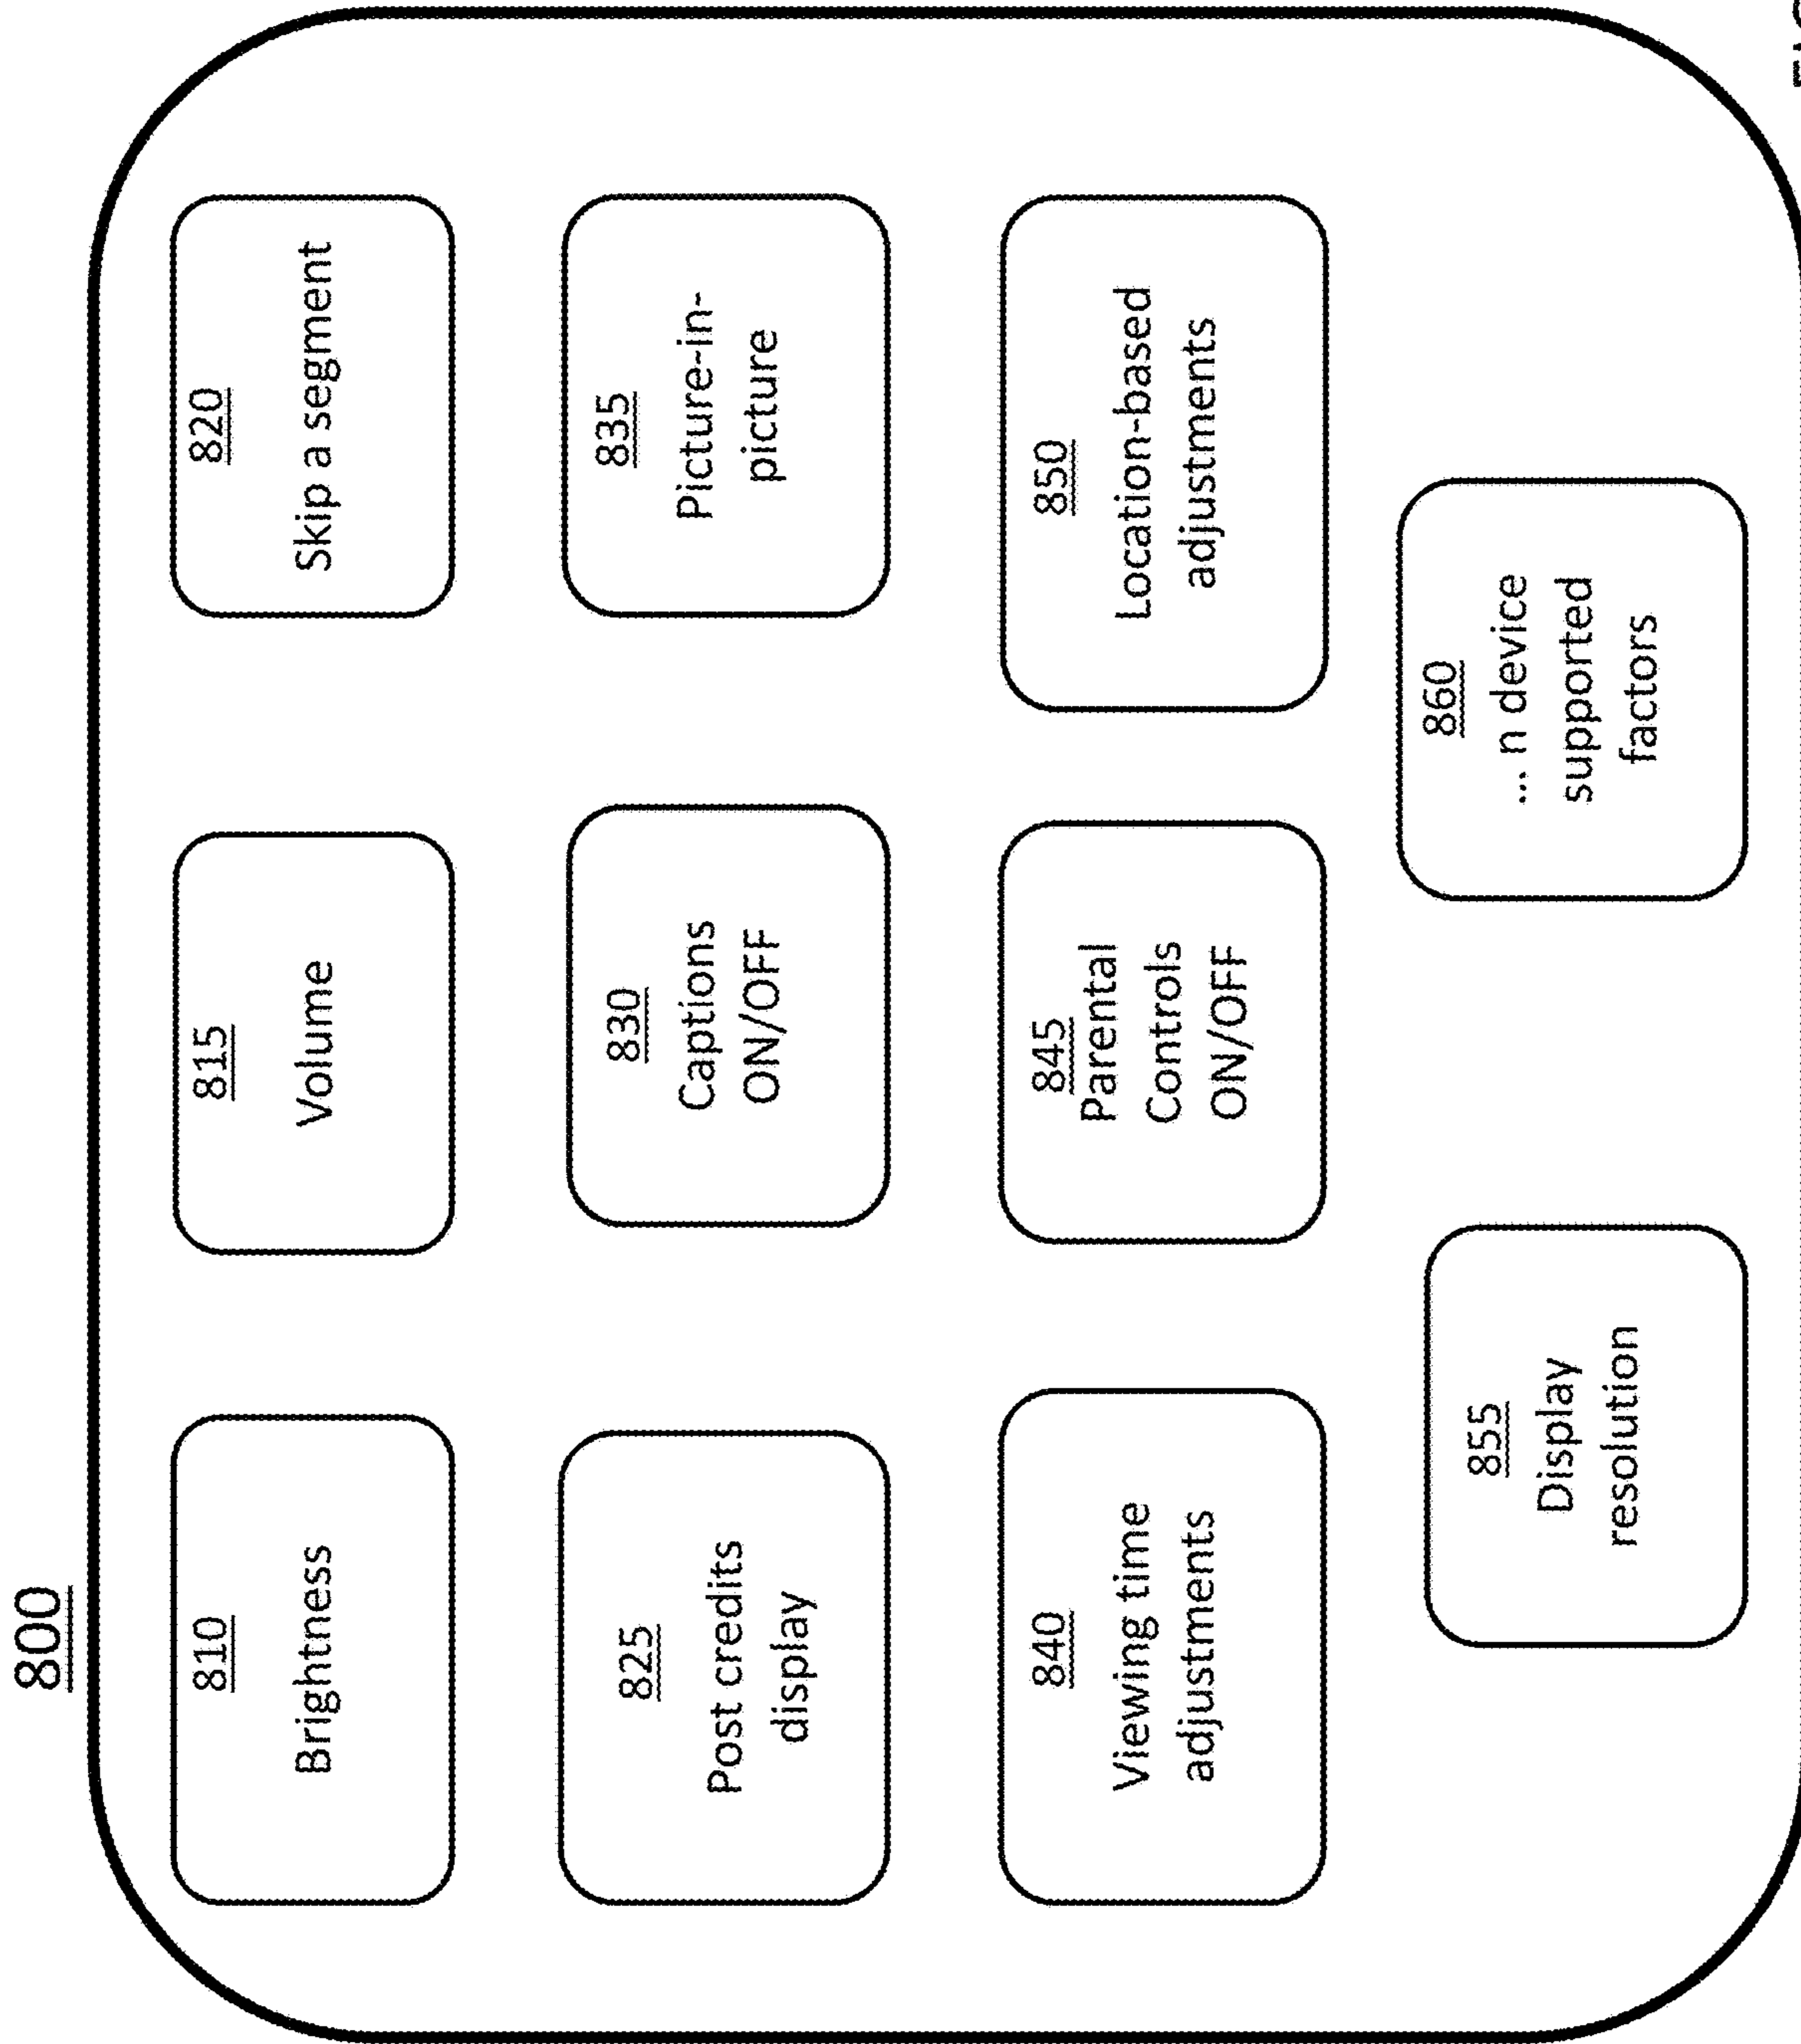 800
810
Brightness
815
Volume
820
Skip a segment
825
Post credits
display
830
Captions
ON/OFF
835
Picture-in-
picture
840
Viewing time
adjustments
845
Parental
Controls
ON/OFF
850
Location-based
adjustments
855
Display
resolution
860
... n device
supported
factors